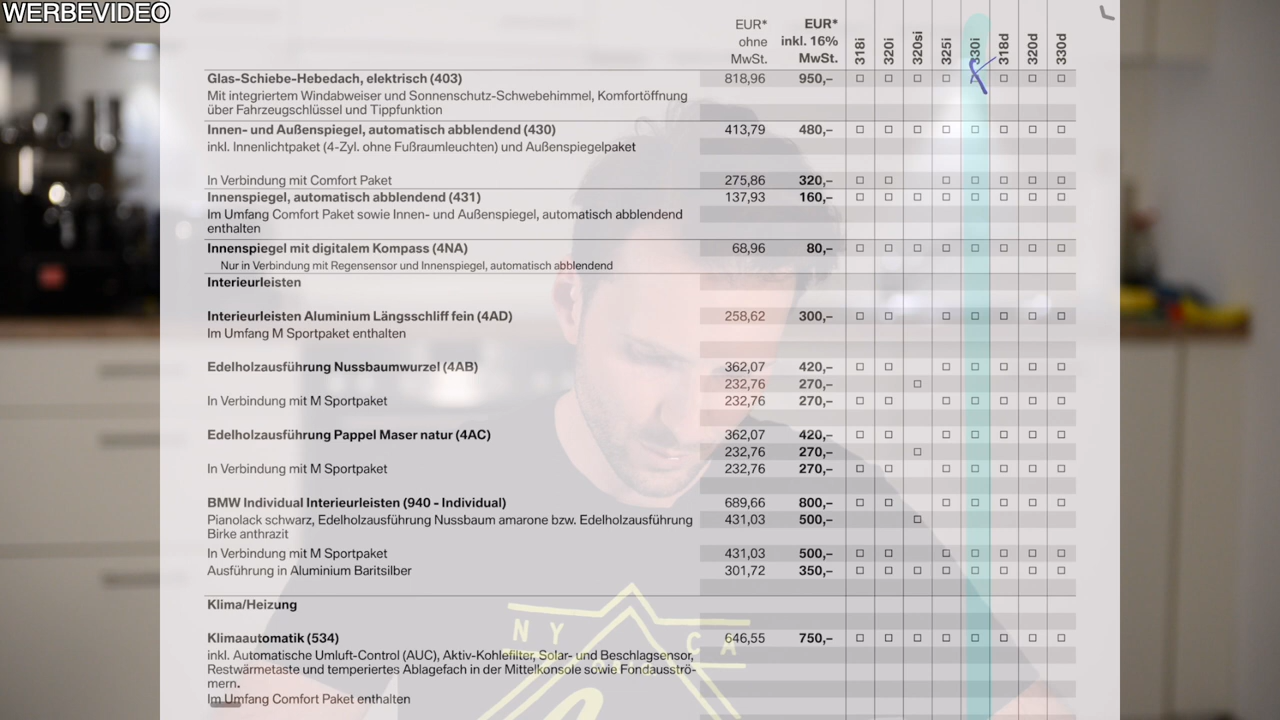 WERBEVIDEO
EUR* ohne MwSt. EUR* inkl. 16% MwSt. 318i 320i 320si 325i 330i 318d 320d 330d
Glas-Schiebe-Hebedach, elektrisch (403) 818,96 950,– □ □ □ □ □ □ □ □
Mit integriertem Windabweiser und Sonnenschutz-Schwebehimmel, Komfortöffnung
über Fahrzeugschlüssel und Tippfunktion
Innen- und Außenspiegel, automatisch abblendend (430) 413,79 480,– □ □ □ □ □ □ □ □
inkl. Innenlichtpaket (4-Zyl. ohne Fußraumleuchten) und Außenspiegelpaket
In Verbindung mit Comfort Paket 275,86 320,– □ □ □ □ □ □ □
Innenspiegel, automatisch abblendend (431) 137,93 160,– □ □ □ □ □ □ □ □
Im Umfang Comfort Paket sowie Innen- und Außenspiegel, automatisch abblendend
enthalten
Innenspiegel mit digitalem Kompass (4NA) 68,96 80,– □ □ □ □ □ □ □ □
Nur in Verbindung mit Regensensor und Innenspiegel, automatisch abblendend
Interieurleisten
Interieurleisten Aluminium Längsschliff fein (4AD) 258,62 300,– □ □ □ □ □ □ □
Im Umfang M Sportpaket enthalten
Edelholzausführung Nussbaumwurzel (4AB) 362,07 420,– □ □ □ □ □ □ □
232,76 270,– □
In Verbindung mit M Sportpaket 232,76 270,– □ □ □ □ □ □ □
Edelholzausführung Pappel Maser natur (4AC) 362,07 420,– □ □ □ □ □ □ □
232,76 270,– □
In Verbindung mit M Sportpaket 232,76 270,– □ □ □ □ □ □ □
BMW Individual Interieurleisten (940 - Individual) 689,66 800,– □ □ □ □ □ □ □
Pianolack schwarz, Edelholzausführung Nussbaum amarone bzw. Edelholzausführung 431,03 500,– □
Birke anthrazit
In Verbindung mit M Sportpaket 431,03 500,– □ □ □ □ □ □ □
Ausführung in Aluminium Baritsilber 301,72 350,– □ □ □ □ □ □ □ □
Klima/Heizung
Klimaautomatik (534) 646,55 750,– □ □ □ □ □ □ □ □
inkl. Automatische Umluft-Control (AUC), Aktiv-Kohlefilter, Solar- und Beschlagsensor,
Restwärmetaste und temperiertes Ablagefach in der Mittelkonsole sowie Fondausströ-
mern.
Im Umfang Comfort Paket enthalten
NY CA